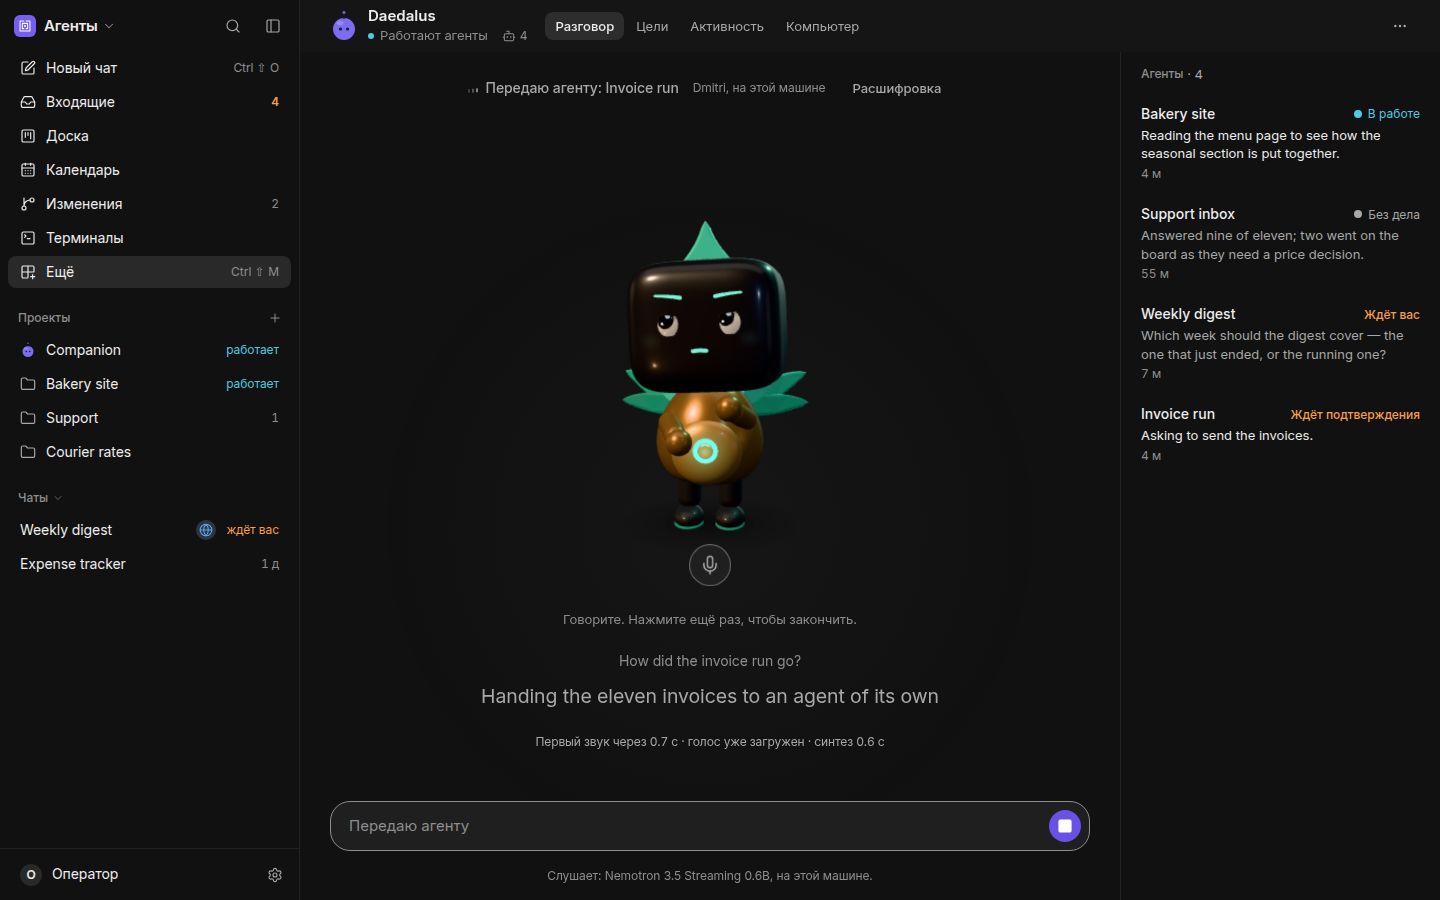 Агенты
Новый чат
Ctrl ⇧ O
Входящие
4
Доска
Календарь
Изменения
2
Терминалы
Ещё
Ctrl ⇧ M
Проекты
Companion
работает
Bakery site
работает
Support
1
Courier rates
Чаты
Weekly digest
ждёт вас
Expense tracker
1 д
О
Оператор
Daedalus
Работают агенты
4
Разговор
Цели
Активность
Компьютер
Передаю агенту: Invoice run
Dmitri, на этой машине
Расшифровка
Говорите. Нажмите ещё раз, чтобы закончить.
How did the invoice run go?
Handing the eleven invoices to an agent of its own
Первый звук через 0.7 с · голос уже загружен · синтез 0.6 с
Передаю агенту
Слушает: Nemotron 3.5 Streaming 0.6B, на этой машине.
Агенты · 4
Bakery site
В работе
Reading the menu page to see how the
seasonal section is put together.
4 м
Support inbox
Без дела
Answered nine of eleven; two went on the
board as they need a price decision.
55 м
Weekly digest
Ждёт вас
Which week should the digest cover — the
one that just ended, or the running one?
7 м
Invoice run
Ждёт подтверждения
Asking to send the invoices.
4 м